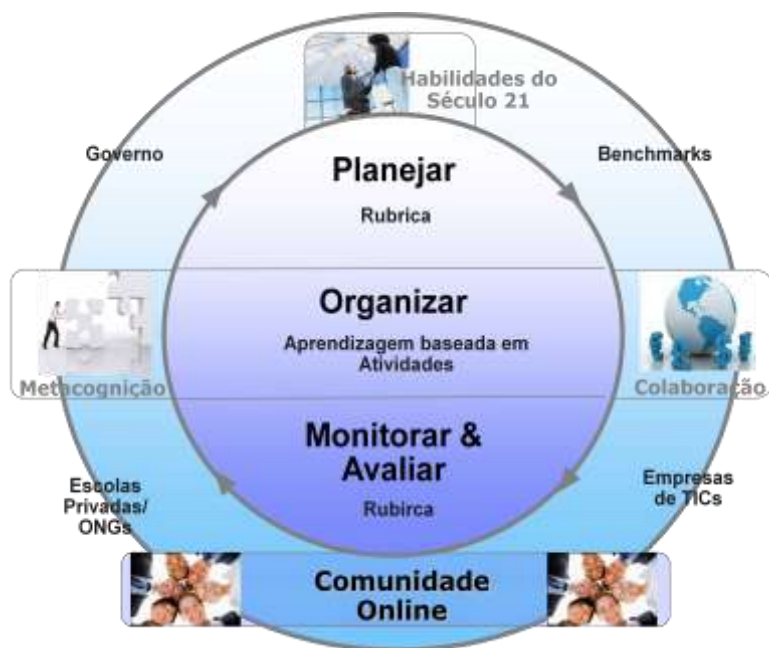 Habilidades do
Século 21
Governo
Benchmarks
Planejar
Rubrica
Organizar
Aprendizagem baseada em
Atividades
Metacognição
Colaboração
Monitorar &
Avaliar
Rubirca
Escolas
Privadas/
ONGs
Empresas
de TICs
Comunidade
Online